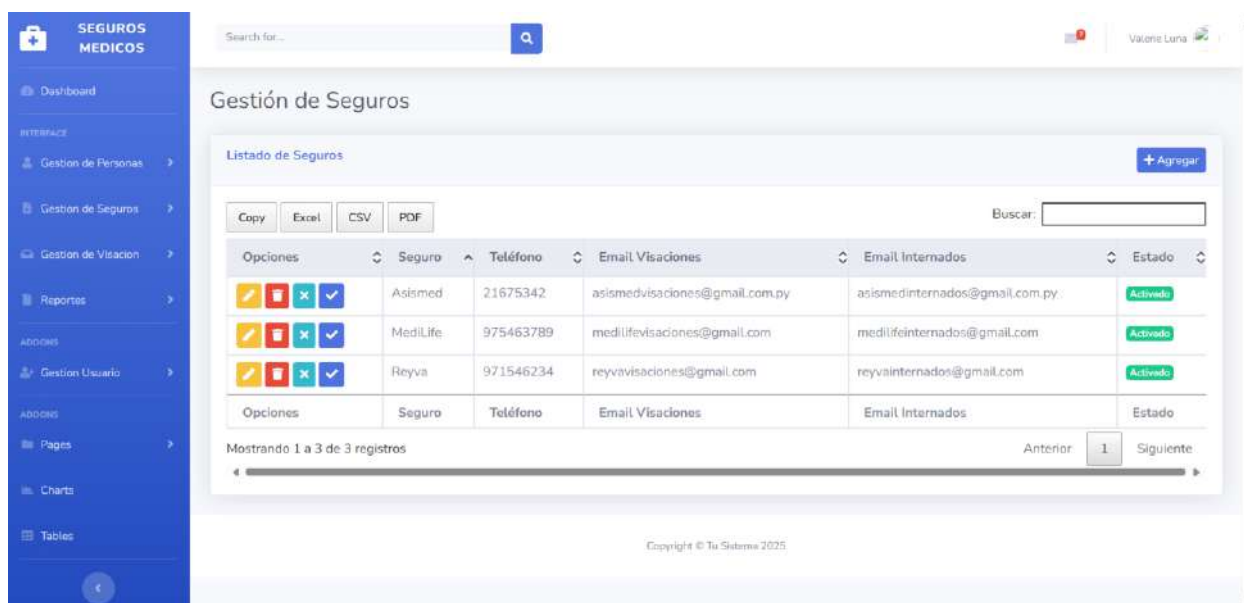 SEGUROS
MEDICOS
Search for...
Valerie Luna
Dashboard
Gestión de Seguros
INTERFACE
Gestion de Personas
Listado de Seguros
+ Agregar
Gestion de Seguros
Copy Excel CSV PDF
Buscar:
Gestion de Visacion
Opciones Seguro Teléfono Email Visaciones Email Internados Estado
Reportes
Asismed 21675342 asismedvisaciones@gmail.com.py asismedinternados@gmail.com.py Activado
MediLife 975463789 medilifevisaciones@gmail.com medilifeinternados@gmail.com Activado
ADDONS
Gestion Usuario
Reyva 971546234 reyvavisaciones@gmail.com reyvainternados@gmail.com Activado
ADDONS
Opciones Seguro Teléfono Email Visaciones Email Internados Estado
Pages
Mostrando 1 a 3 de 3 registros
Anterior 1 Siguiente
Charts
Tables
Copyright © Tu Sistema 2025